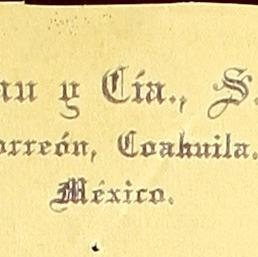 au y Cía., S.
orreón, Coahuila.
México.